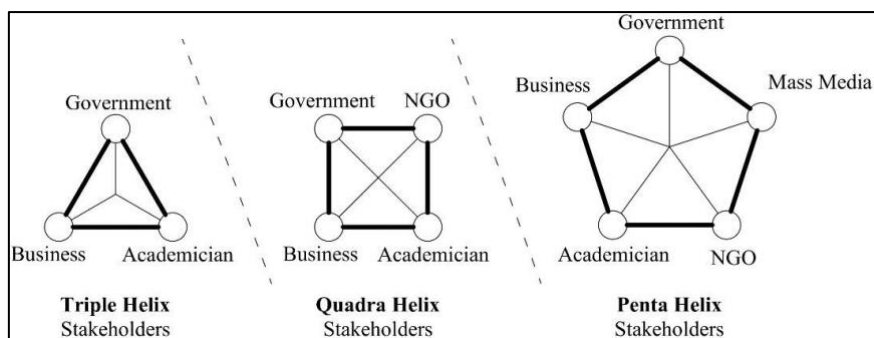 Government
Business
Academician
Triple Helix
Stakeholders
Government
NGO
Business
Academician
Quadra Helix
Stakeholders
Government
Business
Mass Media
Academician
NGO
Penta Helix
Stakeholders